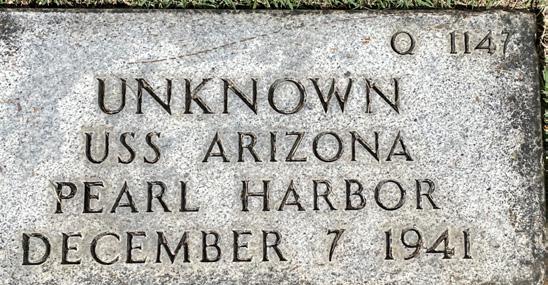 Q 1147
UNKNOWN
USS ARIZONA
PEARL HARBOR
DECEMBER 7 1941